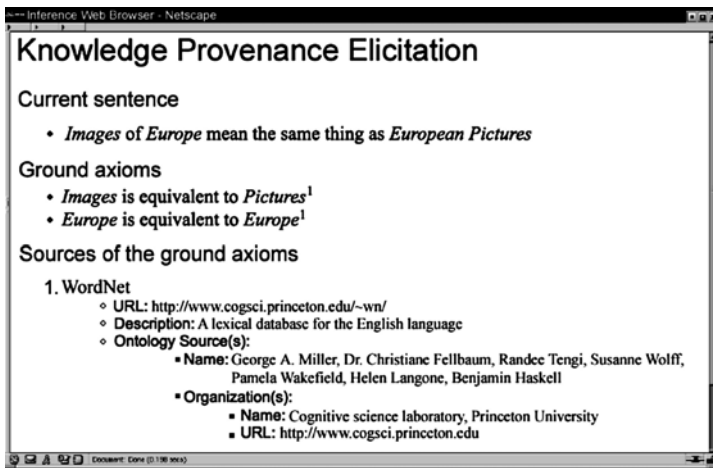 Inference Web Browser - Netscape
Knowledge Provenance Elicitation
Current sentence
• Images of Europe mean the same thing as European Pictures
Ground axioms
• Images is equivalent to Pictures1
• Europe is equivalent to Europe1
Sources of the ground axioms
1. WordNet
URL: http://www.cogsci.princeton.edu/~wn/
Description: A lexical database for the English language
Ontology Source(s):
Name: George A. Miller, Dr. Christiane Fellbaum, Randee Tengi, Susanne Wolff,
Pamela Wakefield, Helen Langone, Benjamin Haskell
Organization(s):
Name: Cognitive science laboratory, Princeton University
URL: http://www.cogsci.princeton.edu
Document: Done (0.198 secs)